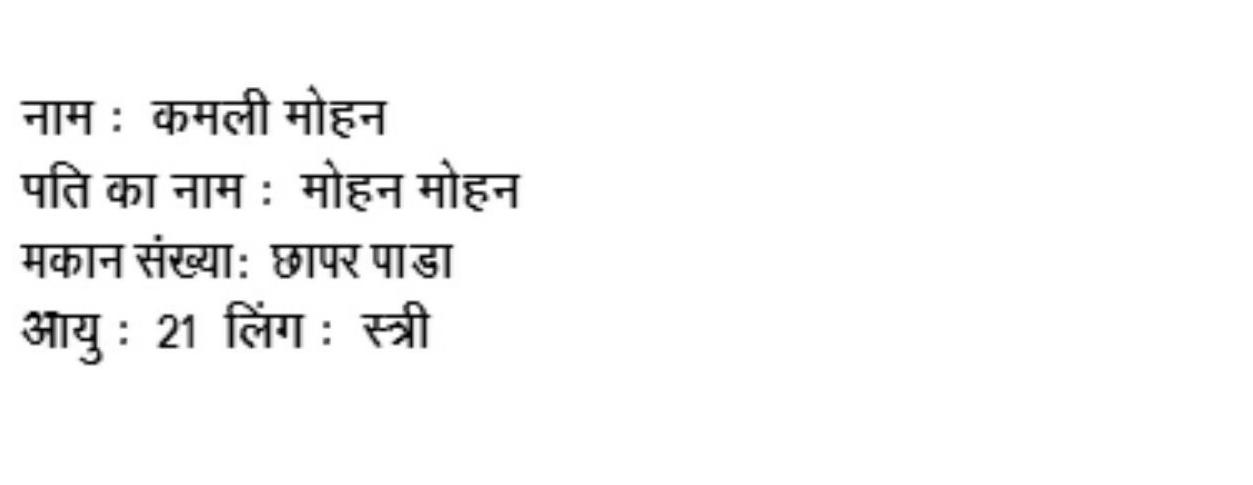 नाम : कमली मोहन
पति का नाम : मोहन मोहन
मकान संख्या: छापर पाडा
आयु : 21 लिंग : स्त्री